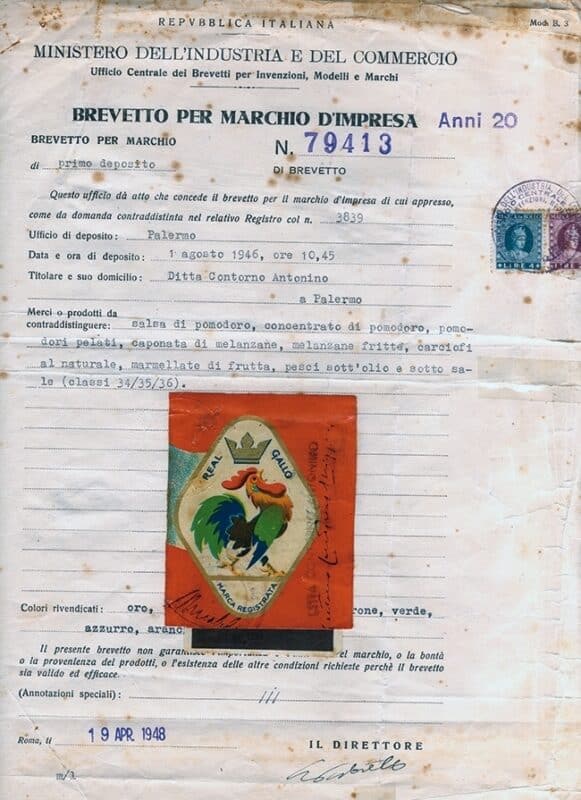 REPVBBLICA ITALIANA
Mod. B. 3
MINISTERO DELL'INDUSTRIA E DEL COMMERCIO
Ufficio Centrale dei Brevetti per Invenzioni, Modelli e Marchi
BREVETTO PER MARCHIO D'IMPRESA Anni 20
BREVETTO PER MARCHIO N. 79413
di primo deposito DI BREVETTO
Questo ufficio dà atto che concede il brevetto per il marchio d'impresa di cui appresso,
come da domanda contraddistinta nel relativo Registro col n. 3839
Ufficio di deposito: Palermo
Data e ora di deposito: 1 agosto 1946, ore 10,45
Titolare e suo domicilio: Ditta Contorno Antonino
a Palermo
Merci o prodotti da
contraddistinguere: salsa di pomodoro, concentrato di pomodoro, pomo-
dori pelati, caponata di melanzane, melanzane fritte, carciofi
al naturale, marmellate di frutta, pesci sott'olio e sotto sa-
le (classi 34/35/36).
LIRE 4
LIRE
REAL GALLO
MARCA REGISTRATA
Colori rivendicati: oro, rone, verde,
azzurro, aranc
Il presente brevetto non garantisce l'importanza el marchio, o la bontà
o la provenienza dei prodotti, o l'esistenza delle altre condizioni richieste perchè il brevetto
sia valido ed efficace.
(Annotazioni speciali):
Roma, li 19 APR. 1948
IL DIRETTORE
m/3.